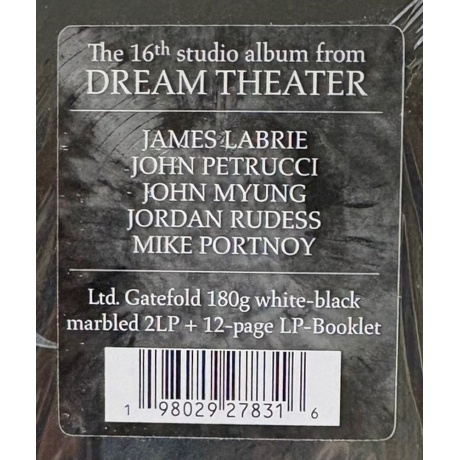 The 16th studio album from
DREAM THEATER
JAMES LABRIE
JOHN PETRUCCI
JOHN MYUNG
JORDAN RUDESS
MIKE PORTNOY
Ltd. Gatefold 180g white-black
marbled 2LP + 12-page LP-Booklet
1 98029 27831 6